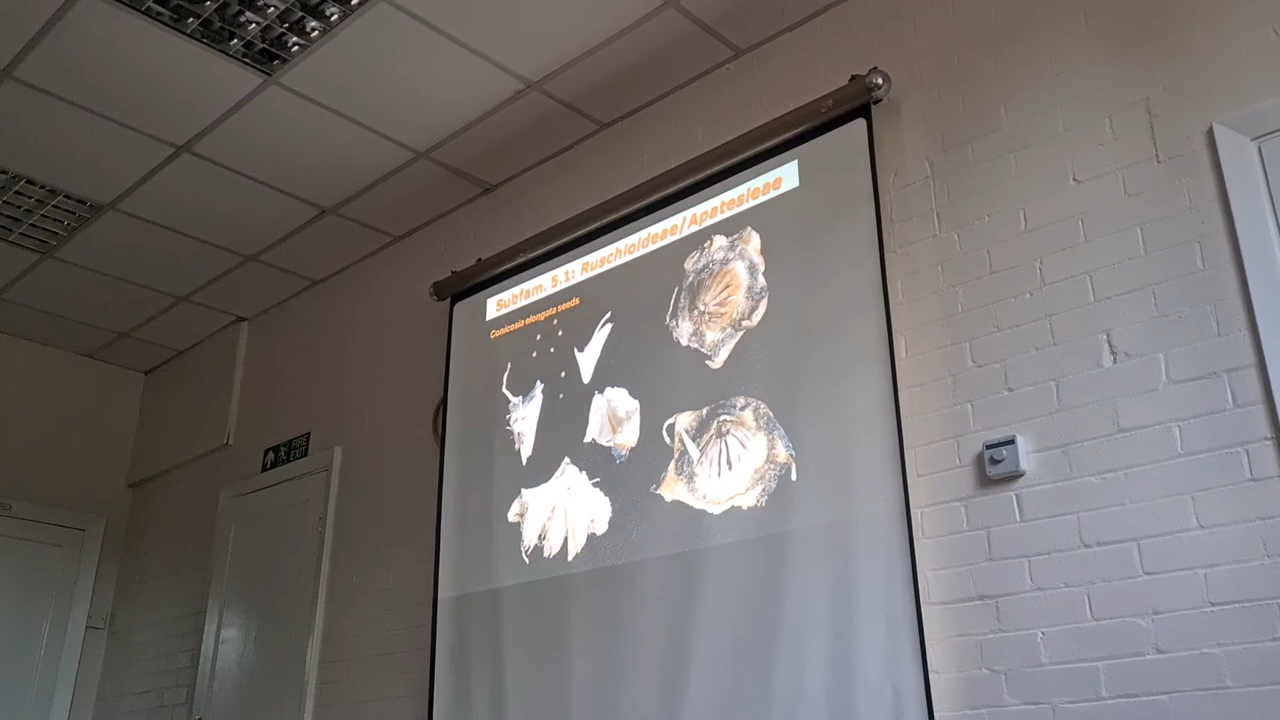 Subfam. 5.1: Ruschioideae/Apatesieae
Conicosia elongata seeds
FIRE
EXIT